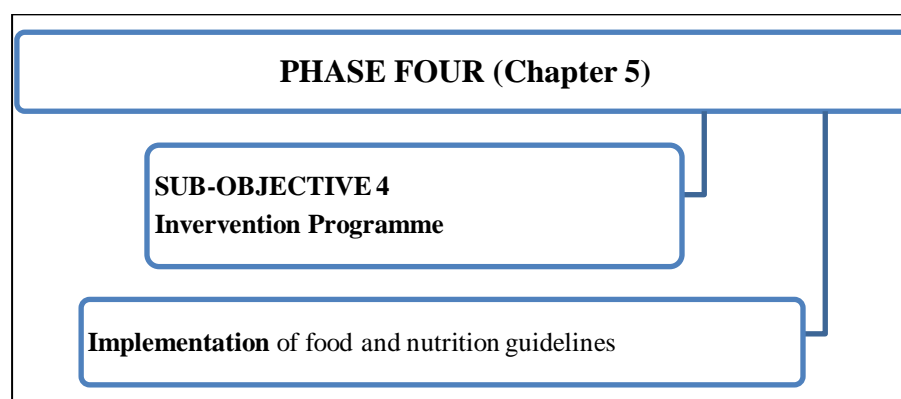 PHASE FOUR (Chapter 5)
SUB-OBJECTIVE 4
Invervention Programme
Implementation of food and nutrition guidelines